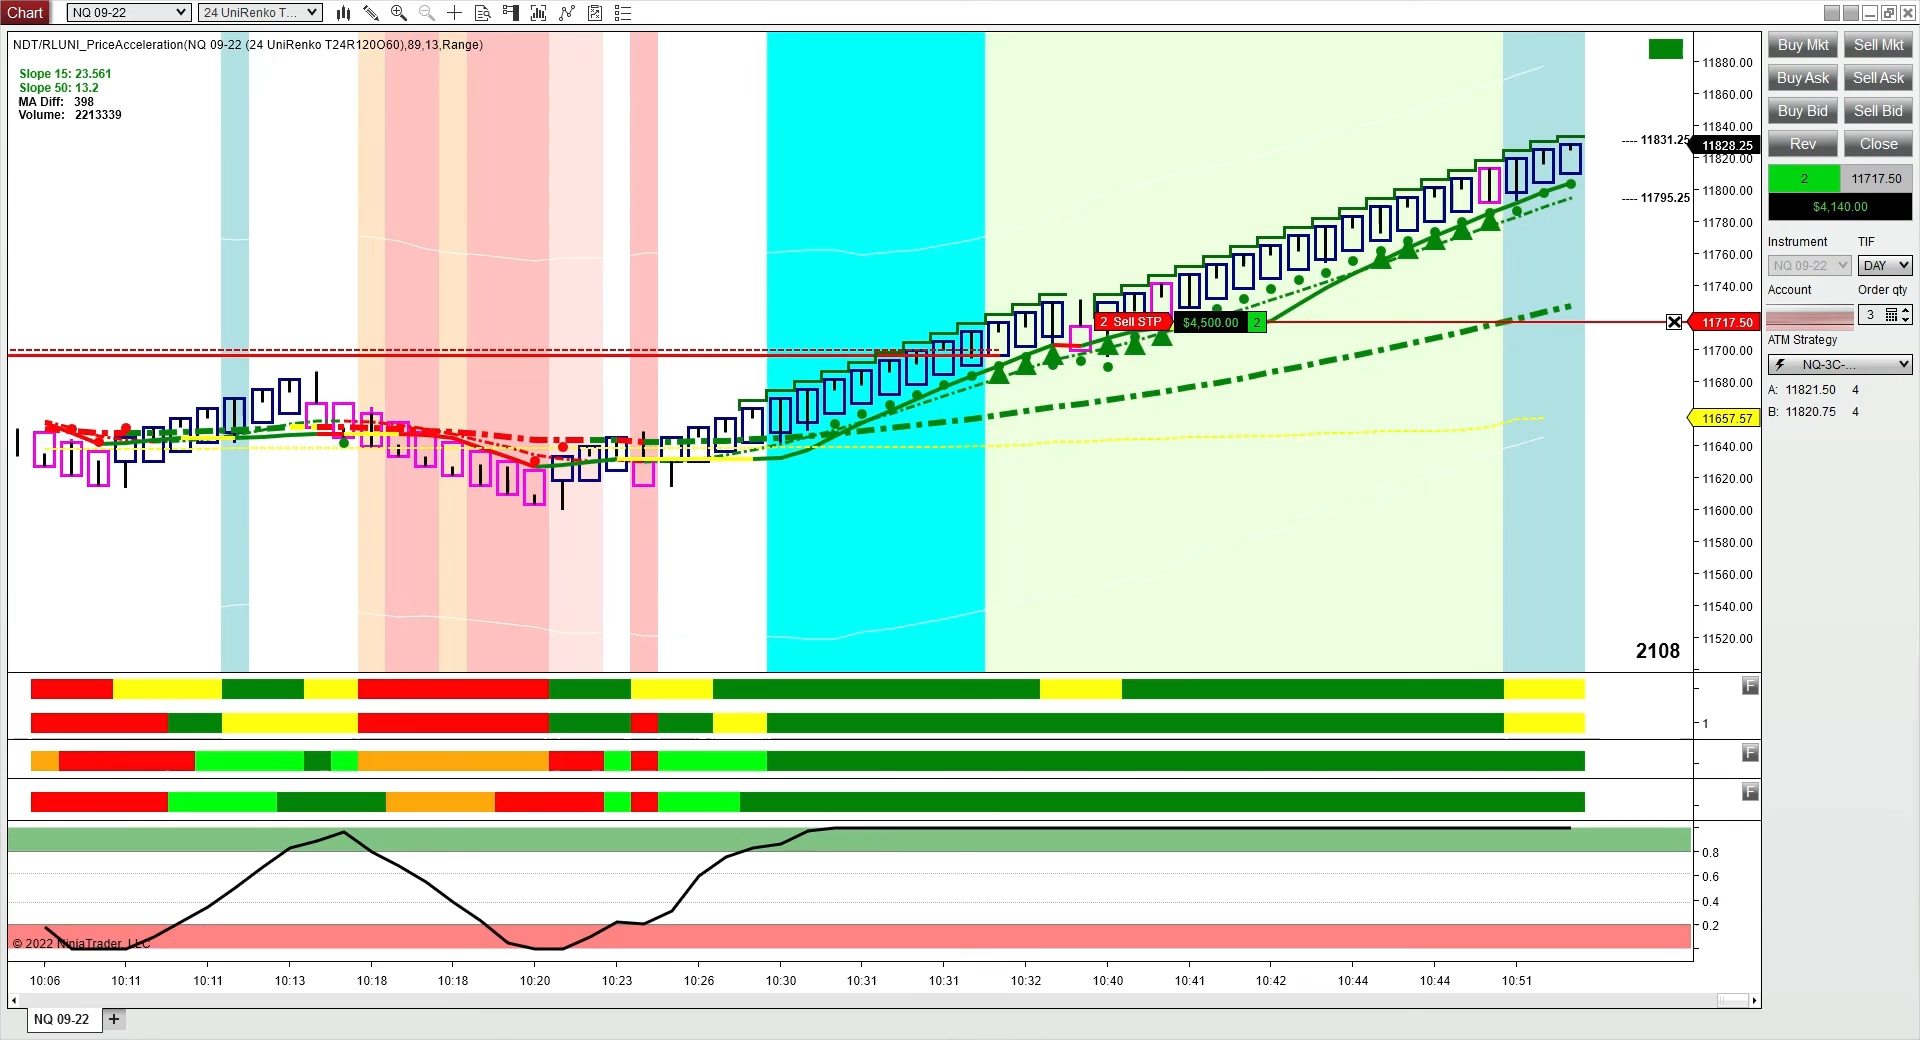 Chart NQ 09-22 24 UniRenko T...
NDT/RLUNI_PriceAcceleration(NQ 09-22 (24 UniRenko T24R120O60),89,13,Range)
Slope 15: 23.561
Slope 50: 13.2
MA Diff: 398
Volume: 2213339
11880.00
11860.00
11840.00
---- 11831.25
11828.25
11820.00
11800.00
---- 11795.25
11780.00
11760.00
11740.00
2 Sell STP $4,500.00 2
11717.50
11700.00
11680.00
11657.57
11640.00
11620.00
11600.00
11580.00
11560.00
11540.00
11520.00
2108
F
1
F
F
0.8
0.6
0.4
0.2
© 2022 NinjaTrader, LLC
10:06 10:11 10:11 10:13 10:18 10:18 10:20 10:23 10:26 10:30 10:31 10:31 10:32 10:40 10:41 10:42 10:44 10:44 10:51
NQ 09-22 +
Buy Mkt Sell Mkt
Buy Ask Sell Ask
Buy Bid Sell Bid
Rev Close
2 11717.50
$4,140.00
Instrument TIF
NQ 09-22 DAY
Account Order qty
3
ATM Strategy
NQ-3C-...
A: 11821.50 4
B: 11820.75 4